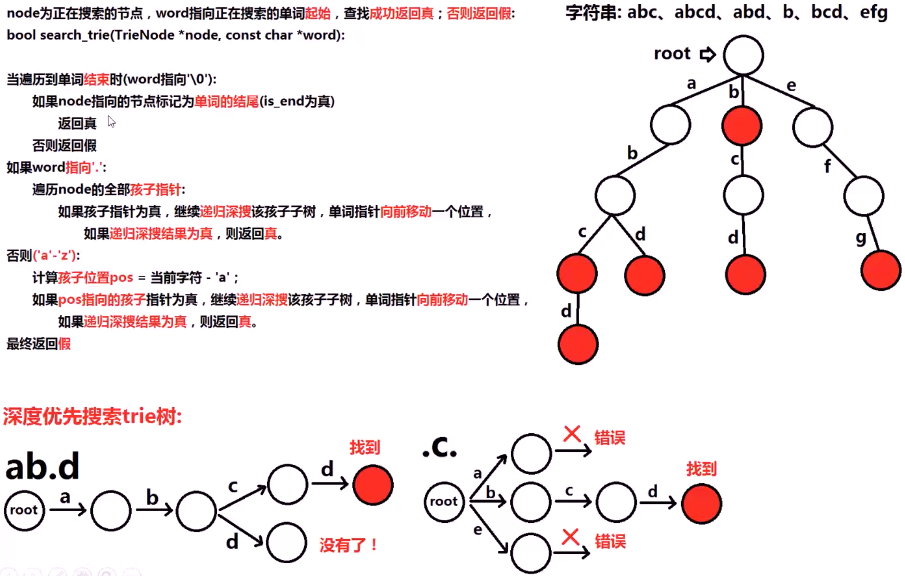 node为正在搜索的节点，word指向正在搜索的单词起始，查找成功返回真；否则返回假:
bool search_trie(TrieNode *node, const char *word):
当遍历到单词结束时(word指向'\0'):
如果node指向的节点标记为单词的结尾(is_end为真)
返回真
否则返回假
如果word指向'.':
遍历node的全部孩子指针:
如果孩子指针为真，继续递归深搜该孩子子树，单词指针向前移动一个位置，
如果递归深搜结果为真，则返回真。
否则('a'-'z'):
计算孩子位置pos = 当前字符 - 'a'；
如果pos指向的孩子指针为真，继续递归深搜该孩子子树，单词指针向前移动一个位置，
如果递归深搜结果为真，则返回真。
最终返回假
字符串: abc、abcd、abd、b、bcd、efg
root
a
b
e
b
c
f
c
d
d
g
d
深度优先搜索trie树:
ab.d
root
a
b
c
d
找到
d
没有了！
.c.
root
a
错误
b
c
d
找到
e
错误